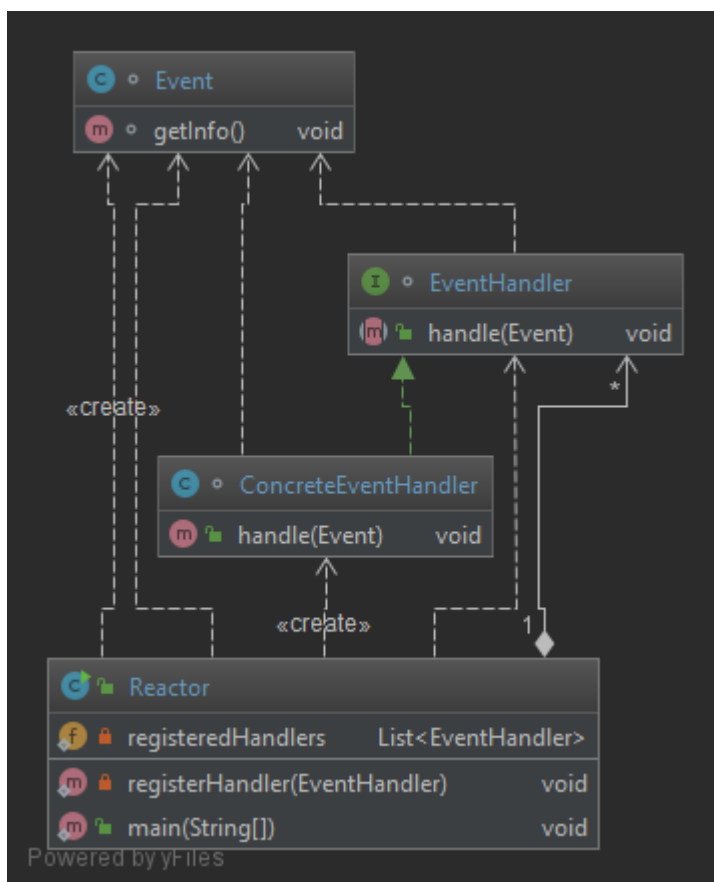 Event
getInfo() void
EventHandler
handle(Event) void
*
«create»
ConcreteEventHandler
handle(Event) void
«create»
1
Reactor
registeredHandlers List<EventHandler>
registerHandler(EventHandler) void
main(String[]) void
Powered by yFiles